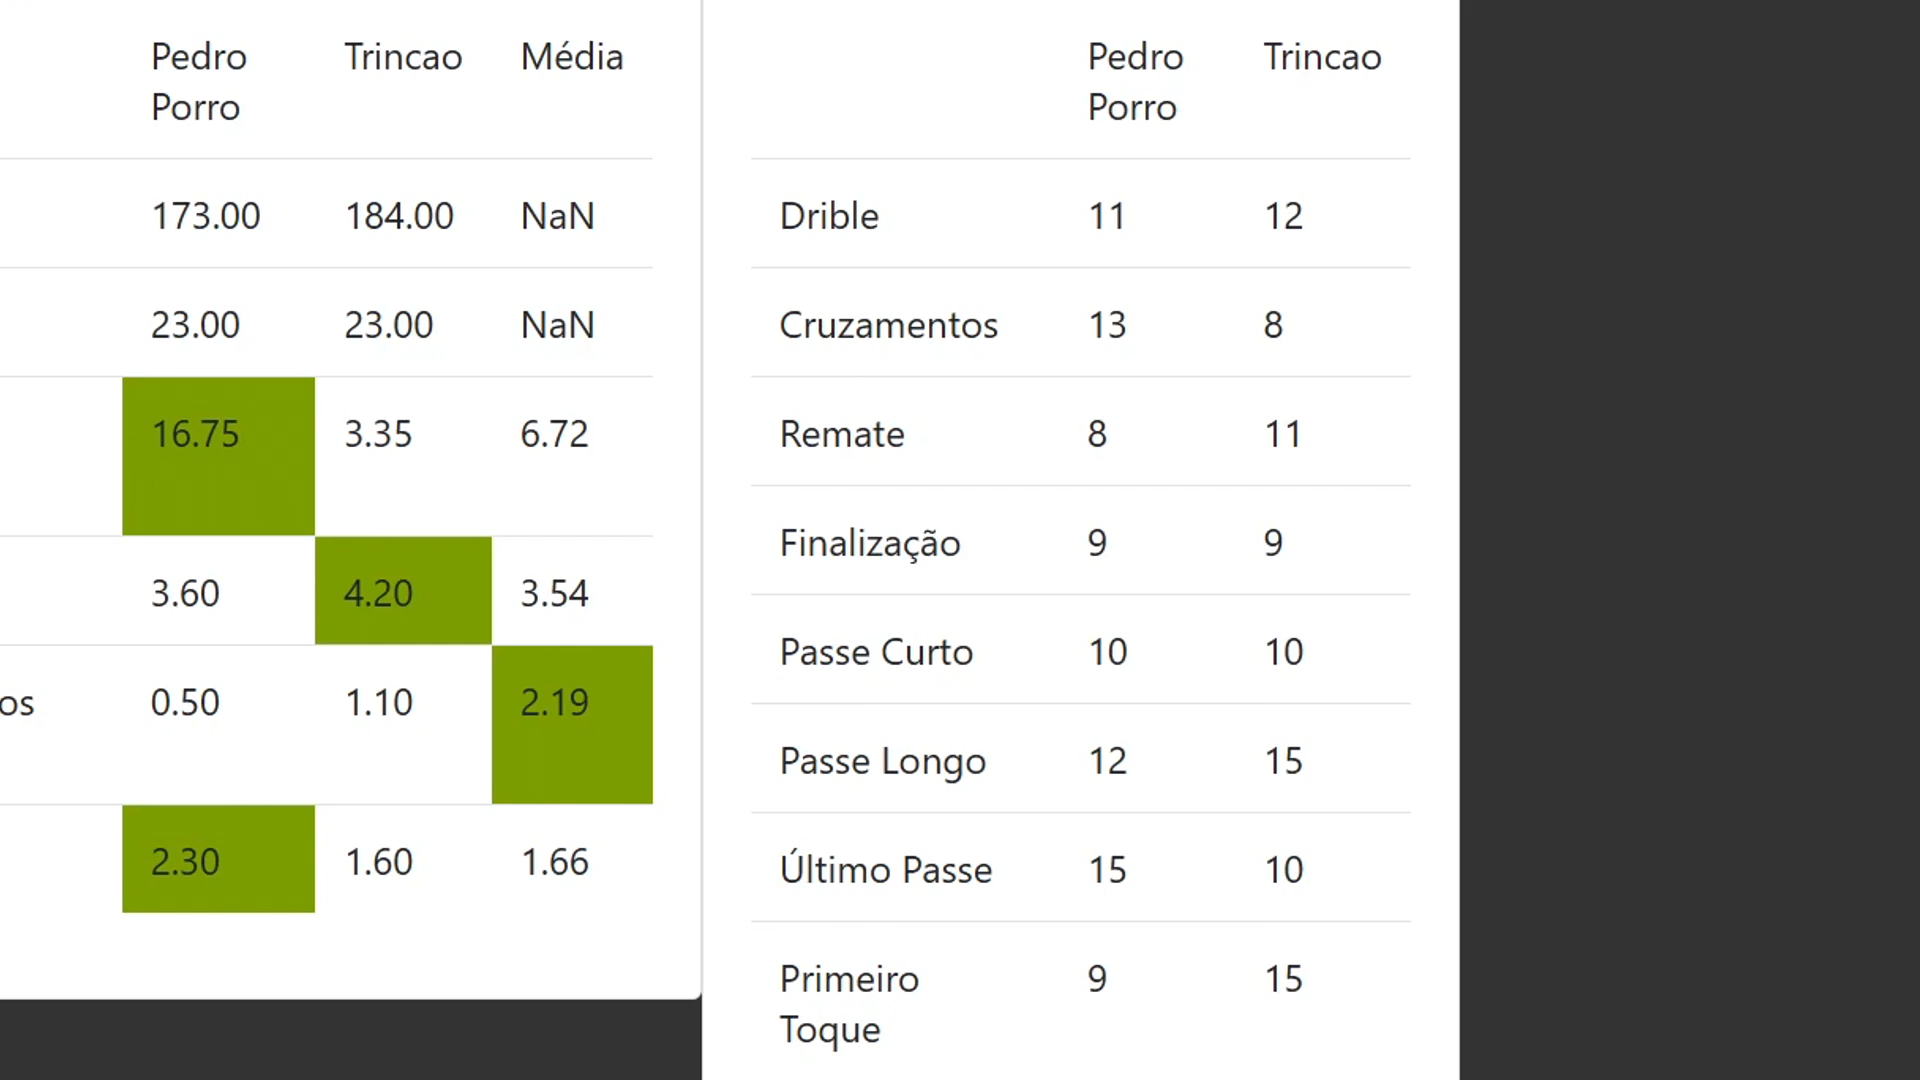 Pedro Porro Trincao Média
173.00 184.00 NaN
23.00 23.00 NaN
16.75 3.35 6.72
3.60 4.20 3.54
os 0.50 1.10 2.19
2.30 1.60 1.66
Pedro Porro Trincao
Drible 11 12
Cruzamentos 13 8
Remate 8 11
Finalização 9 9
Passe Curto 10 10
Passe Longo 12 15
Último Passe 15 10
Primeiro 9 15
Toque